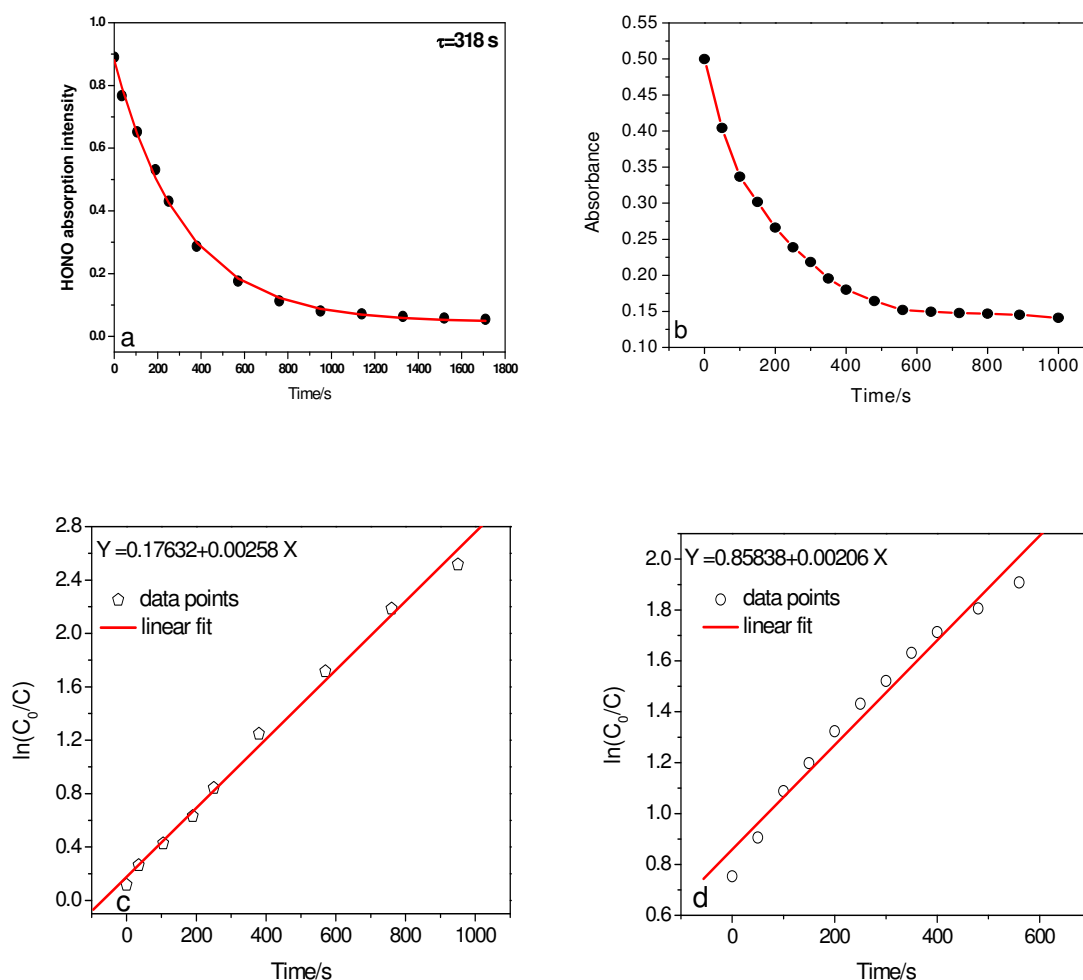 HONO absorption intensity
1.0
0.8
0.6
0.4
0.2
0.0
τ=318 s
a
0 200 400 600 800 1000 1200 1400 1600 1800
Time/s
Absorbance
0.55
0.50
0.45
0.40
0.35
0.30
0.25
0.20
0.15
0.10
b
0 200 400 600 800 1000
Time/s
ln(C0/C)
2.8
2.4
2.0
1.6
1.2
0.8
0.4
0.0
Y =0.17632+0.00258 X
data points
linear fit
c
0 200 400 600 800 1000
Time/s
ln(C0/C)
2.0
1.8
1.6
1.4
1.2
1.0
0.8
0.6
Y =0.85838+0.00206 X
data points
linear fit
d
0 200 400 600
Time/s